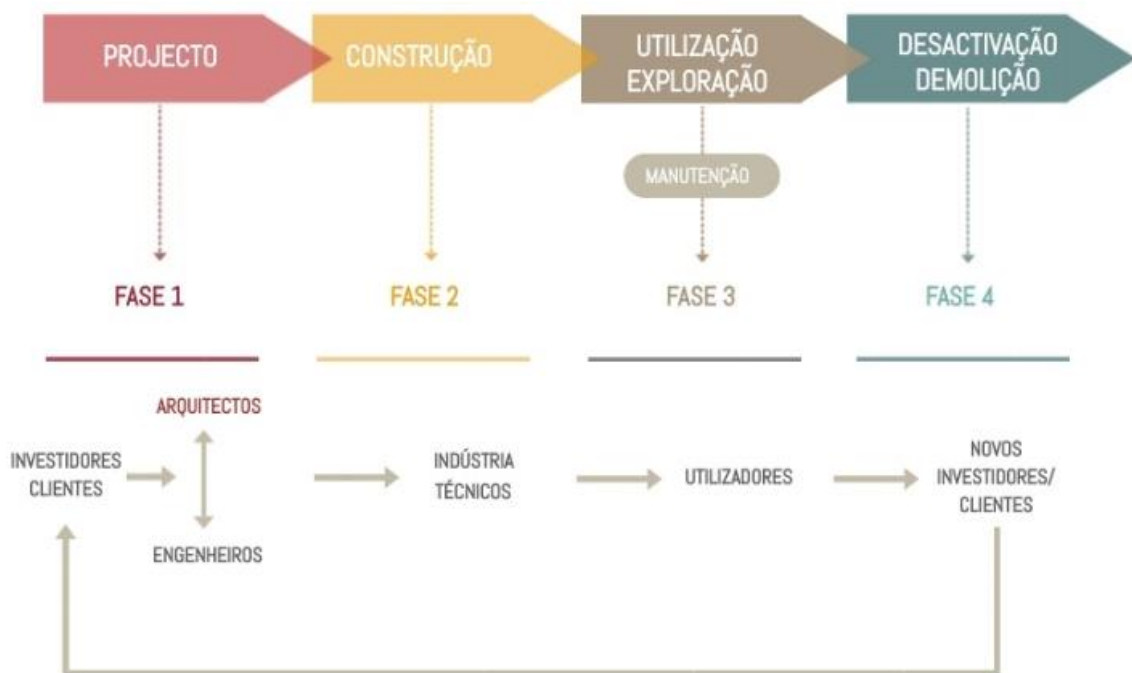 PROJECTO
CONSTRUÇÃO
UTILIZAÇÃO
EXPLORAÇÃO
DESACTIVAÇÃO
DEMOLIÇÃO
MANUTENÇÃO
FASE 1
FASE 2
FASE 3
FASE 4
INVESTIDORES
CLIENTES
ARQUITECTOS
ENGENHEIROS
INDÚSTRIA
TÉCNICOS
UTILIZADORES
NOVOS
INVESTIDORES/
CLIENTES